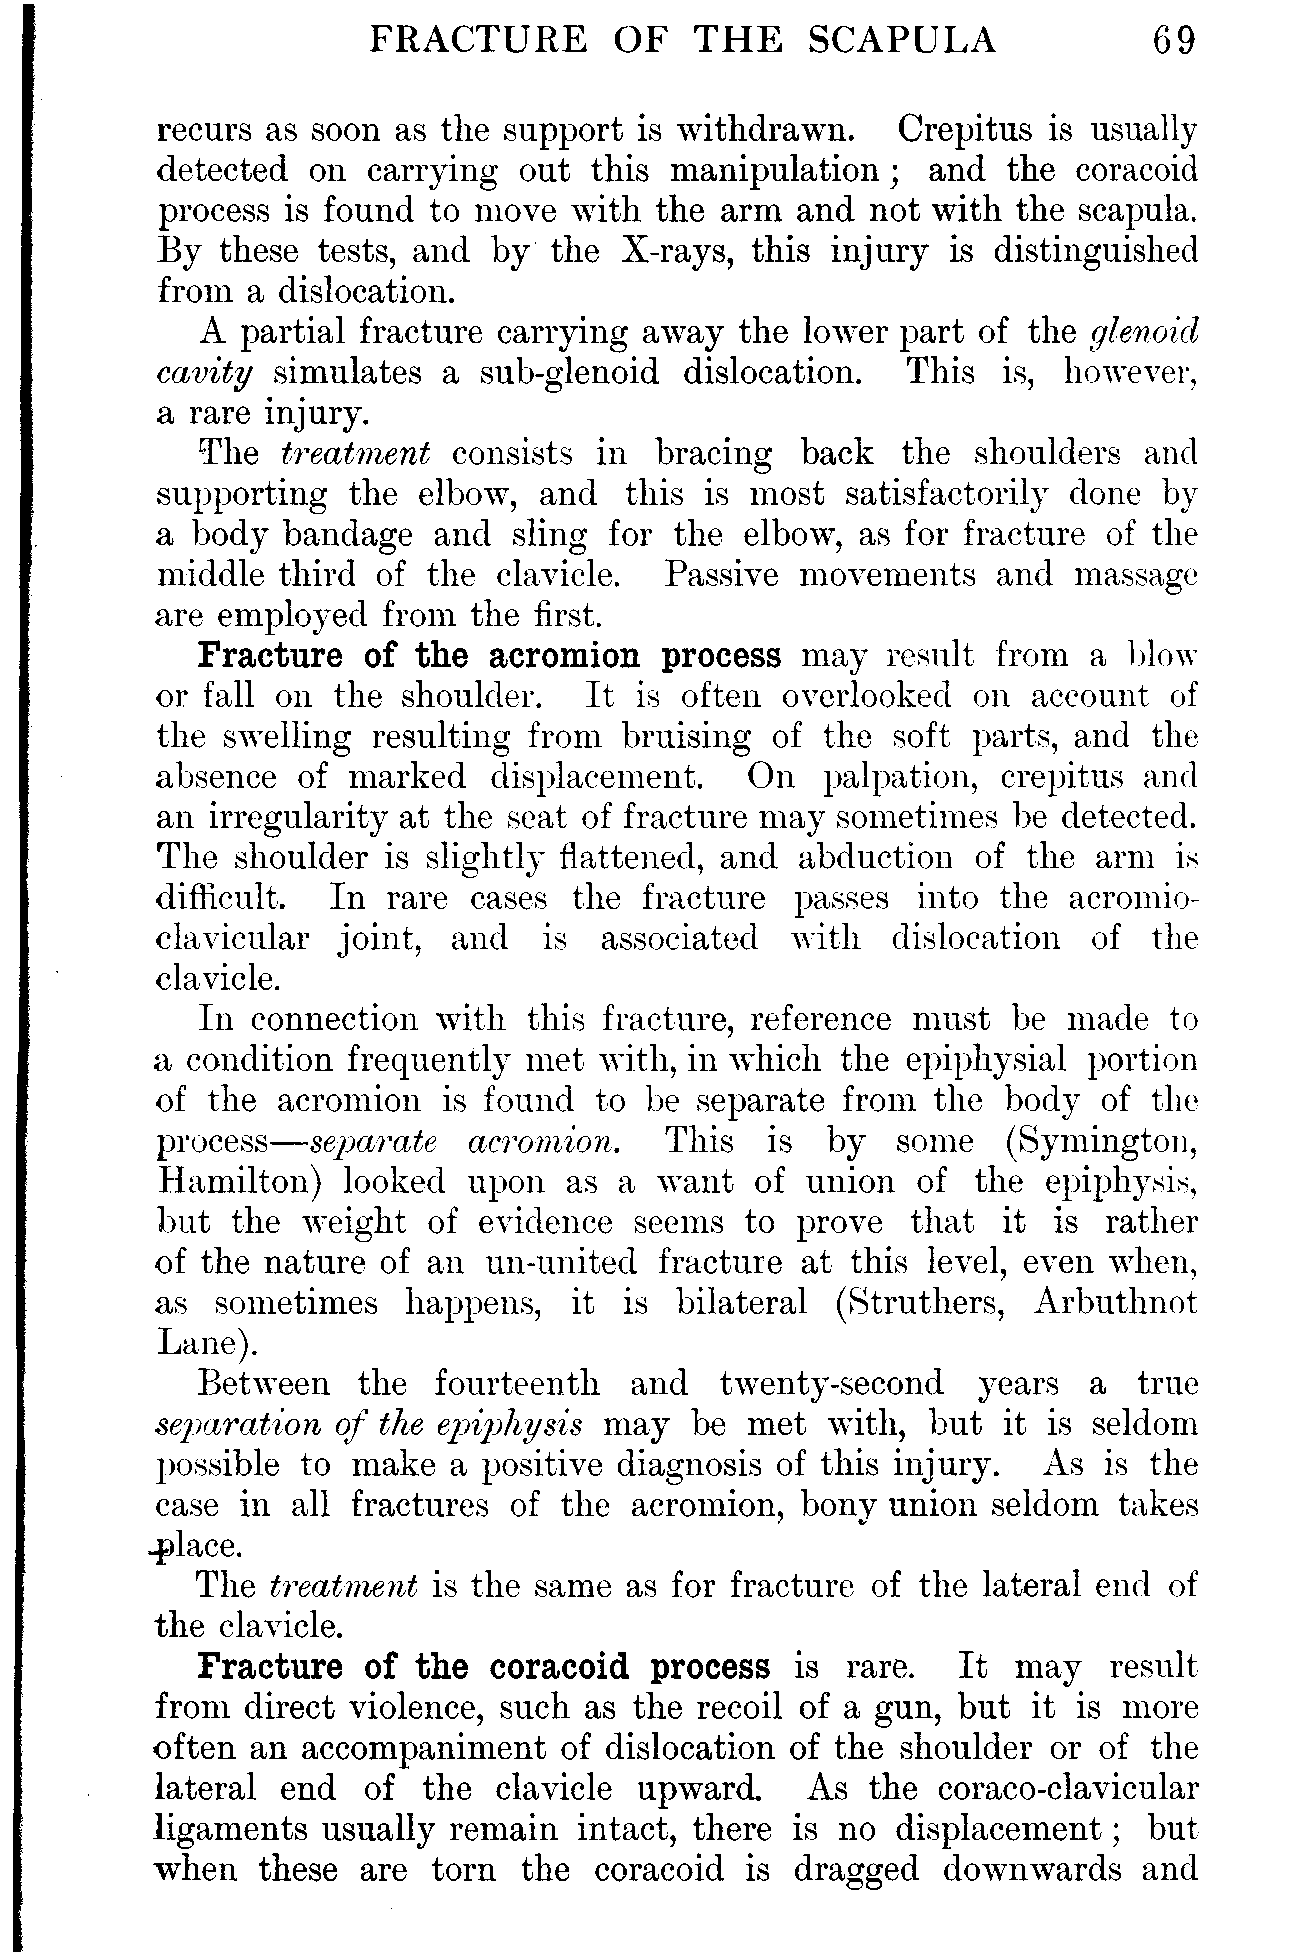 FRACTURE OF THE SCAPULA 69
recurs as soon as the support is withdrawn. Crepitus is usually
detected on carrying out this manipulation ; and the coracoid
process is found to move with the arm and not with the scapula.
By these tests, and by the X-rays, this injury is distinguished
from a dislocation.
A partial fracture carrying away the lower part of the glenoid
cavity simulates a sub-glenoid dislocation. This is, however,
a rare injury.
The treatment consists in bracing back the shoulders and
supporting the elbow, and this is most satisfactorily done by
a body bandage and sling for the elbow, as for fracture of the
middle third of the clavicle. Passive movements and massage
are employed from the first.
Fracture of the acromion process may result from a blow
or fall on the shoulder. It is often overlooked on account of
the swelling resulting from bruising of the soft parts, and the
absence of marked displacement. On palpation, crepitus and
an irregularity at the seat of fracture may sometimes be detected.
The shoulder is slightly flattened, and abduction of the arm is
difficult. In rare cases the fracture passes into the acromio-
clavicular joint, and is associated with dislocation of the
clavicle.
In connection with this fracture, reference must be made to
a condition frequently met with, in which the epiphysial portion
of the acromion is found to be separate from the body of the
process—separate acromion. This is by some (Symington,
Hamilton) looked upon as a want of union of the epiphysis,
but the weight of evidence seems to prove that it is rather
of the nature of an un-united fracture at this level, even when,
as sometimes happens, it is bilateral (Struthers, Arbuthnot
Lane).
Between the fourteenth and twenty-second years a true
separation of the epiphysis may be met with, but it is seldom
possible to make a positive diagnosis of this injury. As is the
case in all fractures of the acromion, bony union seldom takes
place.
The treatment is the same as for fracture of the lateral end of
the clavicle.
Fracture of the coracoid process is rare. It may result
from direct violence, such as the recoil of a gun, but it is more
often an accompaniment of dislocation of the shoulder or of the
lateral end of the clavicle upward. As the coraco-clavicular
ligaments usually remain intact, there is no displacement ; but
when these are torn the coracoid is dragged downwards and